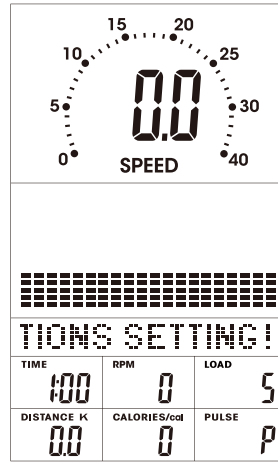 15 20
10 25
5 0.0 30
0 SPEED 40
TIONS SETTING!
TIME RPM LOAD
1:00 0 5
DISTANCE K CALORIES/cal PULSE
0.0 0 P